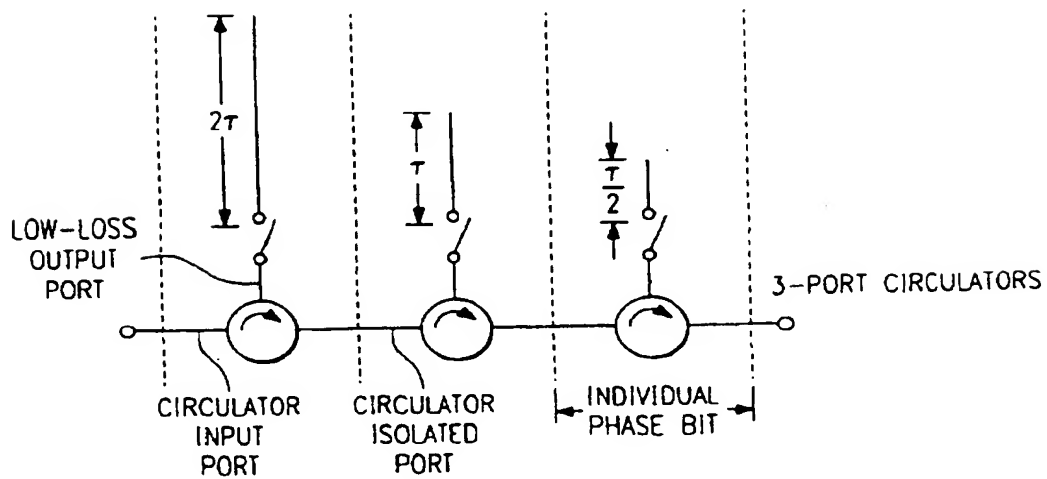 2τ
τ
τ
2
LOW-LOSS
OUTPUT
PORT
3-PORT CIRCULATORS
CIRCULATOR
INPUT
PORT
CIRCULATOR
ISOLATED
PORT
INDIVIDUAL
PHASE BIT